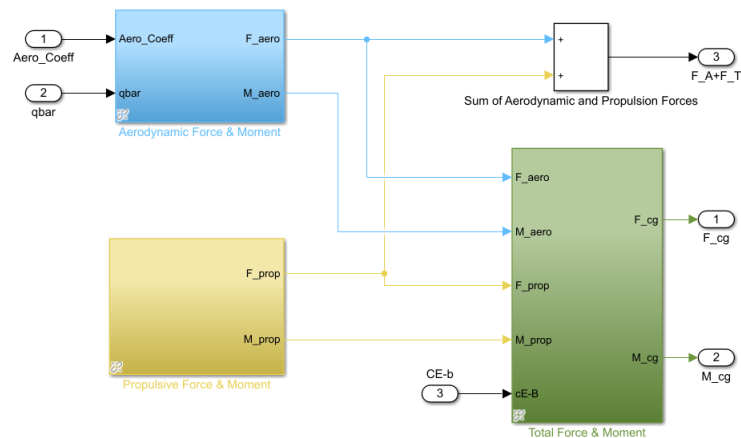 1
Aero_Coeff
2
qbar
Aero_Coeff
F_aero
qbar
M_aero
Aerodynamic Force & Moment
+
+
Sum of Aerodynamic and Propulsion Forces
3
F_A+F_T
F_prop
M_prop
Propulsive Force & Moment
CE-b
3
F_aero
M_aero
F_prop
M_prop
cE-B
F_cg
M_cg
Total Force & Moment
1
F_cg
2
M_cg